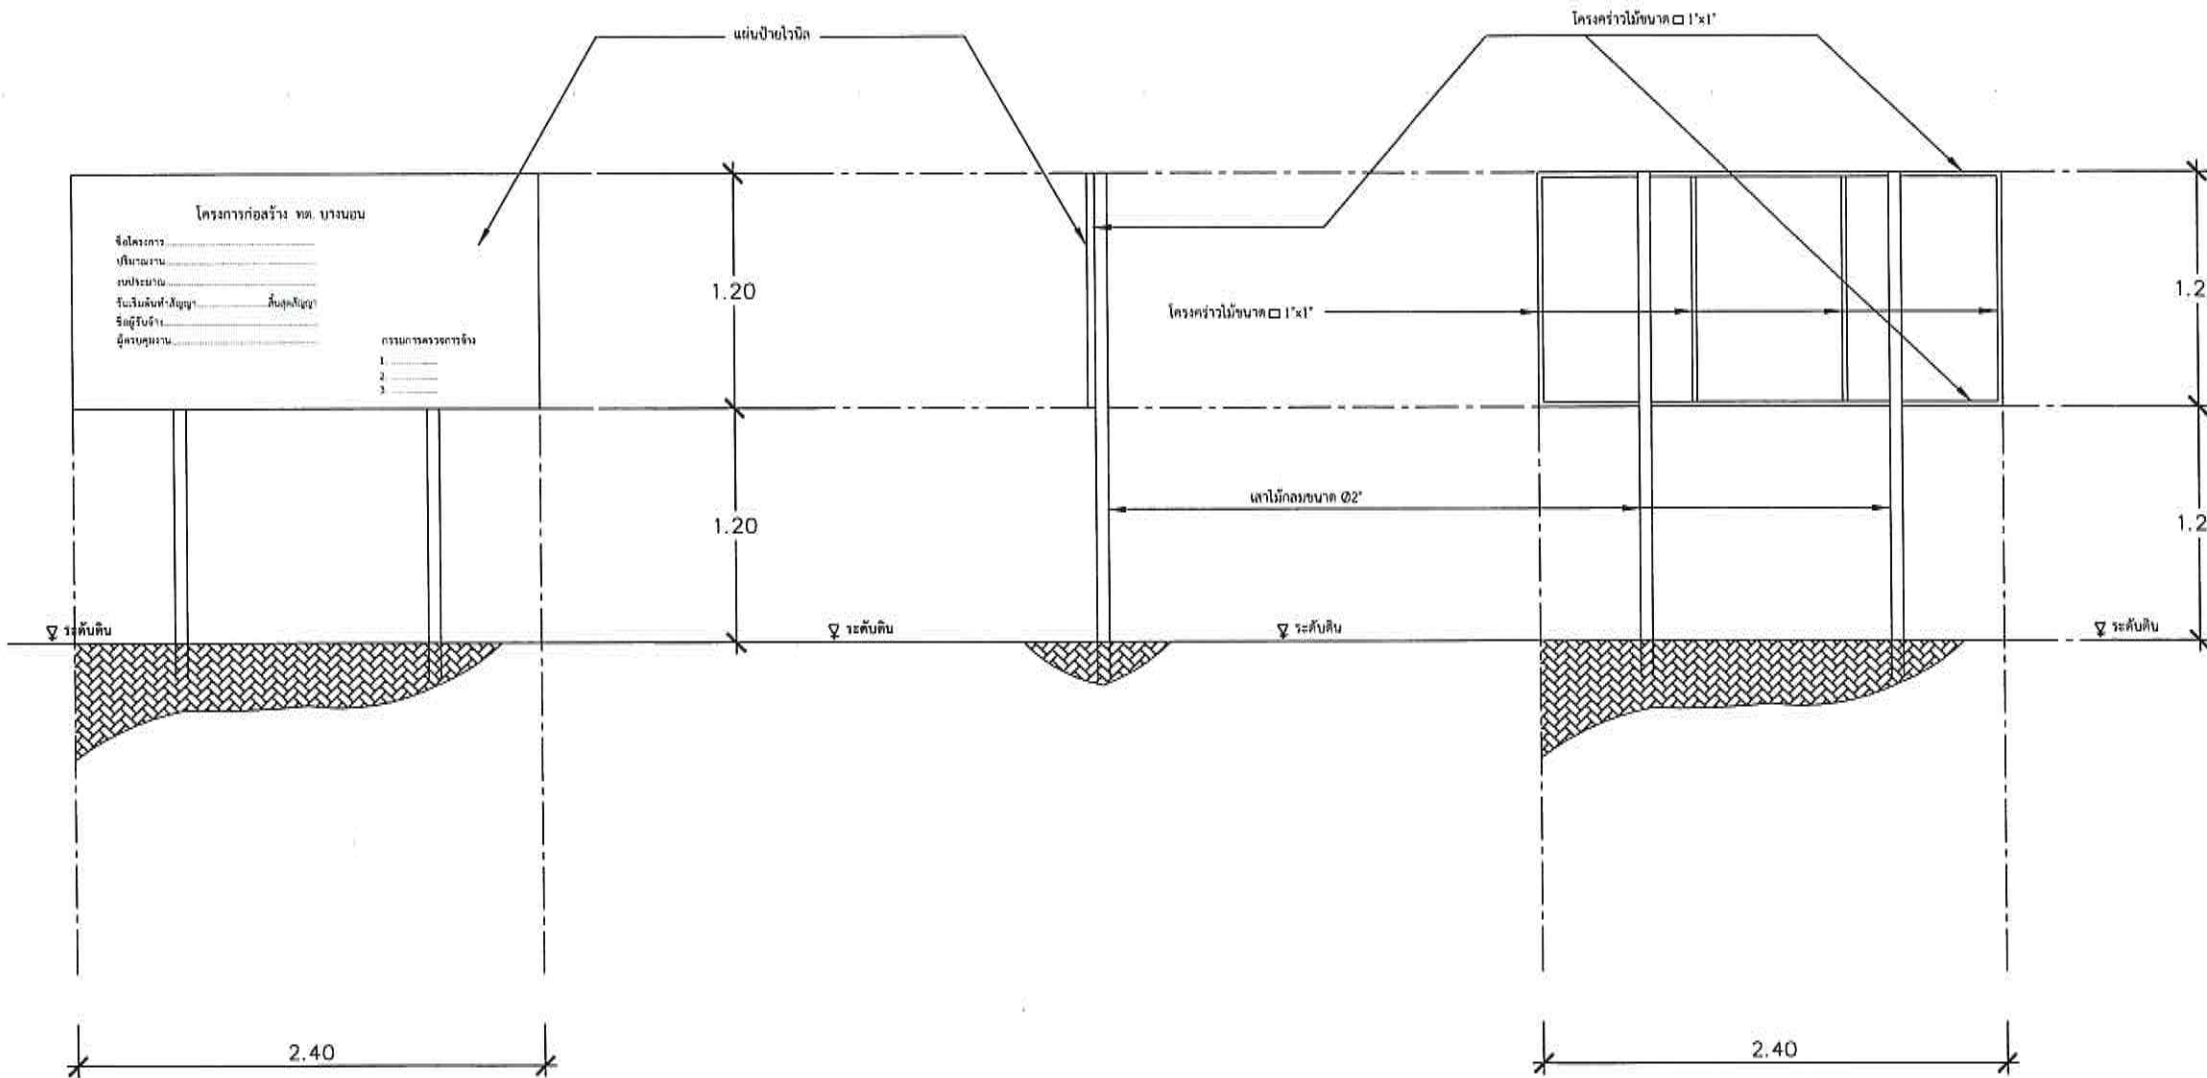 แผ่นป้ายไวนิล
โครงคร่าวไม้ขนาด 1"x1"
โครงการก่อสร้าง ทต. บางนอน
ชื่อโครงการ
ปริมาณงาน
งบประมาณ
วันเริ่มต้นทำสัญญา สิ้นสุดสัญญา
ชื่อผู้รับจ้าง
ผู้ควบคุมงาน
กรรมการตรวจการจ้าง
1
2
3
1.20
1.2
โครงคร่าวไม้ขนาด 1"x1"
เสาไม้กลมขนาด Ø2"
1.20
1.2
ระดับดิน
ระดับดิน
ระดับดิน
ระดับดิน
2.40
2.40